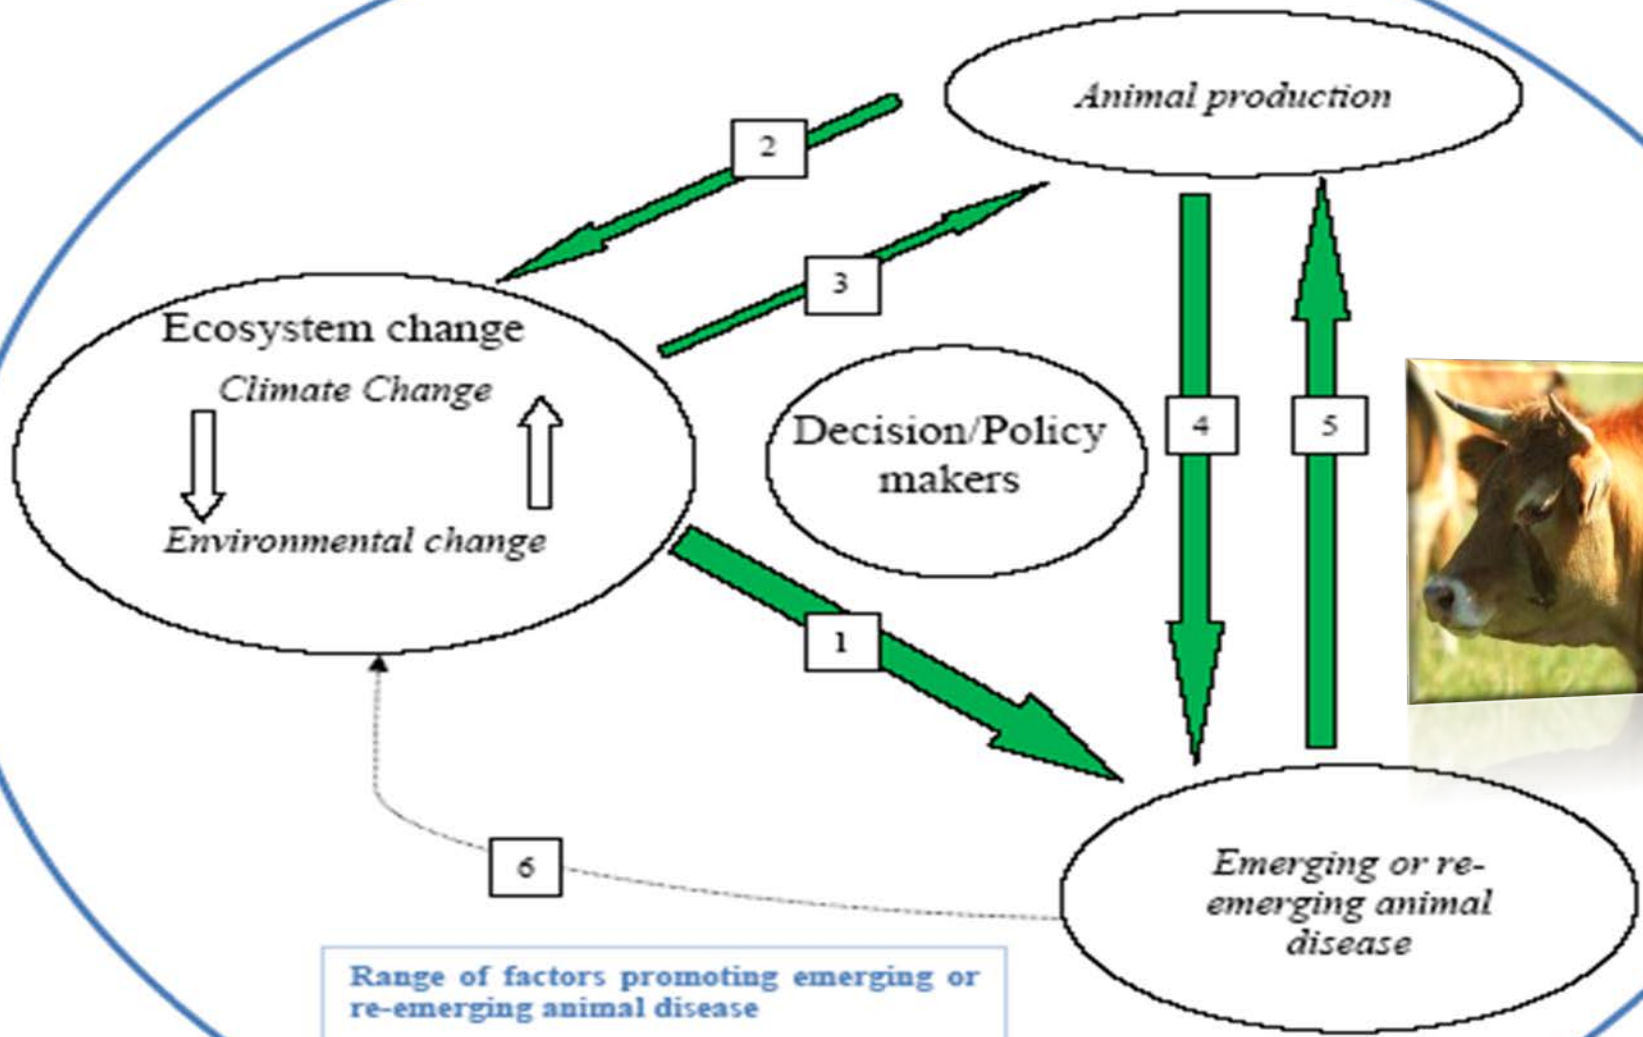 Animal production
2
3
Ecosystem change
Climate Change
Environmental change
Decision/Policy
makers
4
5
1
6
Emerging or re-
emerging animal
disease
Range of factors promoting emerging or
re-emerging animal disease